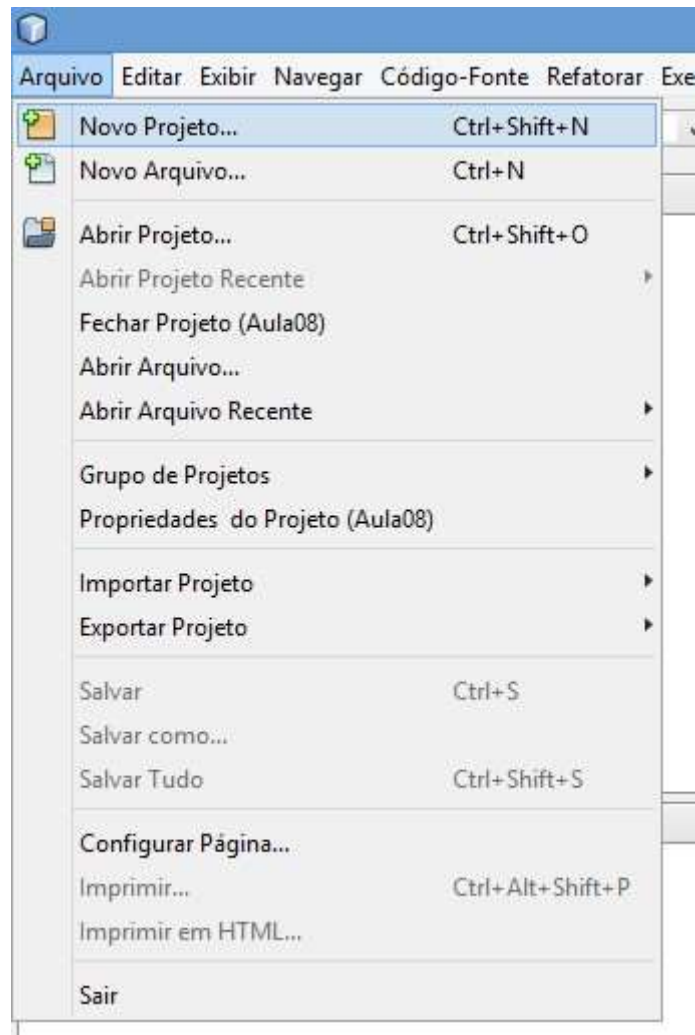 Arquivo Editar Exibir Navegar Código-Fonte Refatorar Exe
Novo Projeto... Ctrl+Shift+N
Novo Arquivo... Ctrl+N
Abrir Projeto... Ctrl+Shift+O
Abrir Projeto Recente
Fechar Projeto (Aula08)
Abrir Arquivo...
Abrir Arquivo Recente
Grupo de Projetos
Propriedades do Projeto (Aula08)
Importar Projeto
Exportar Projeto
Salvar Ctrl+S
Salvar como...
Salvar Tudo Ctrl+Shift+S
Configurar Página...
Imprimir... Ctrl+Alt+Shift+P
Imprimir em HTML...
Sair